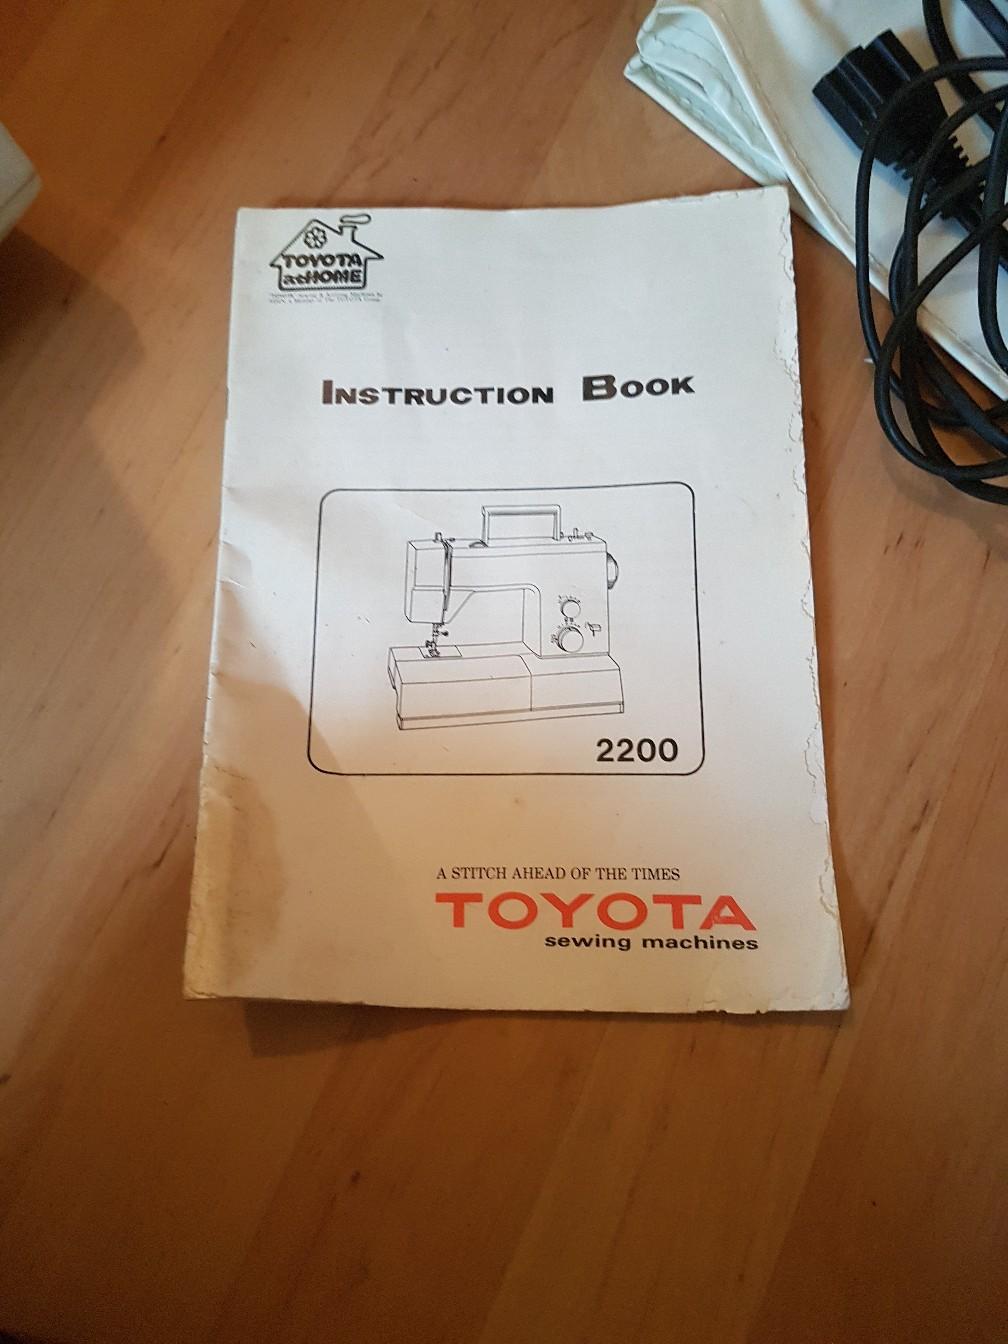 TOYOTA
atHOME
INSTRUCTION BOOK
2200
A STITCH AHEAD OF THE TIMES
TOYOTA
sewing machines